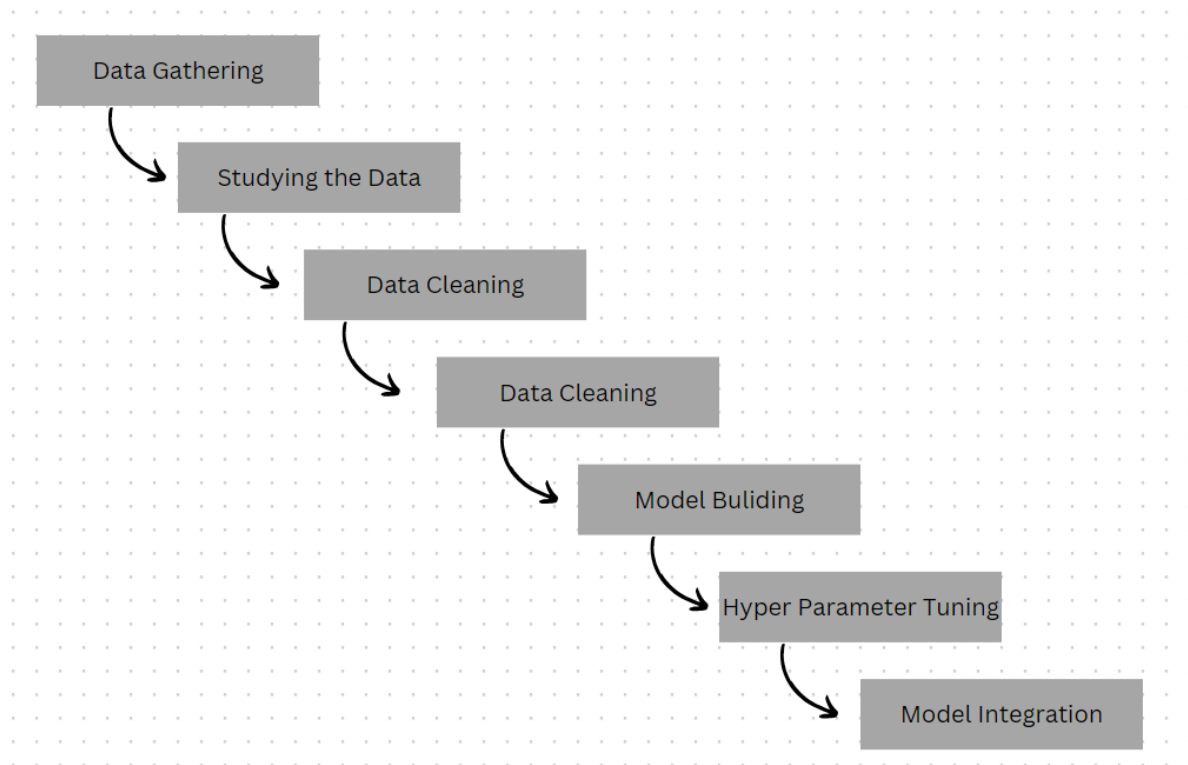 Data Gathering
Studying the Data
Data Cleaning
Data Cleaning
Model Buliding
Hyper Parameter Tuning
Model Integration